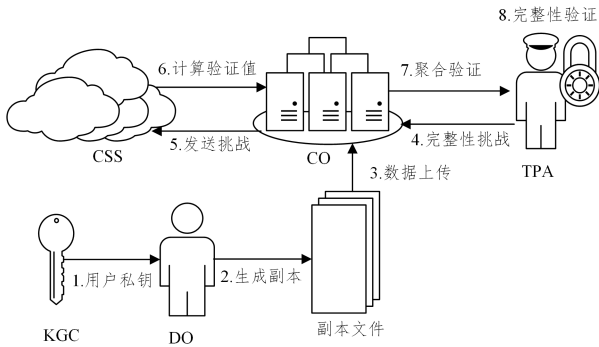 8.完整性验证
6.计算验证值
7.聚合验证
5.发送挑战
4.完整性挑战
CSS
CO
TPA
3.数据上传
1.用户私钥
2.生成副本
KGC
DO
副本文件